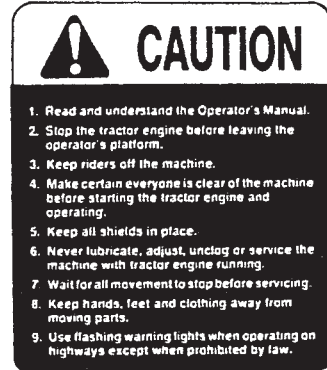 CAUTION
1. Read and understand the Operator's Manual.
2. Stop the tractor engine before leaving the
operator's platform.
3. Keep riders off the machine.
4. Make certain everyone is clear of the machine
before starting the tractor engine and
operating.
5. Keep all shields in place.
6. Never lubricate, adjust, unclog or service the
machine with tractor engine running.
7. Wait for all movement to stop before servicing.
8. Keep hands, feet and clothing away from
moving parts.
9. Use flashing warning lights when operating on
highways except when prohibited by law.